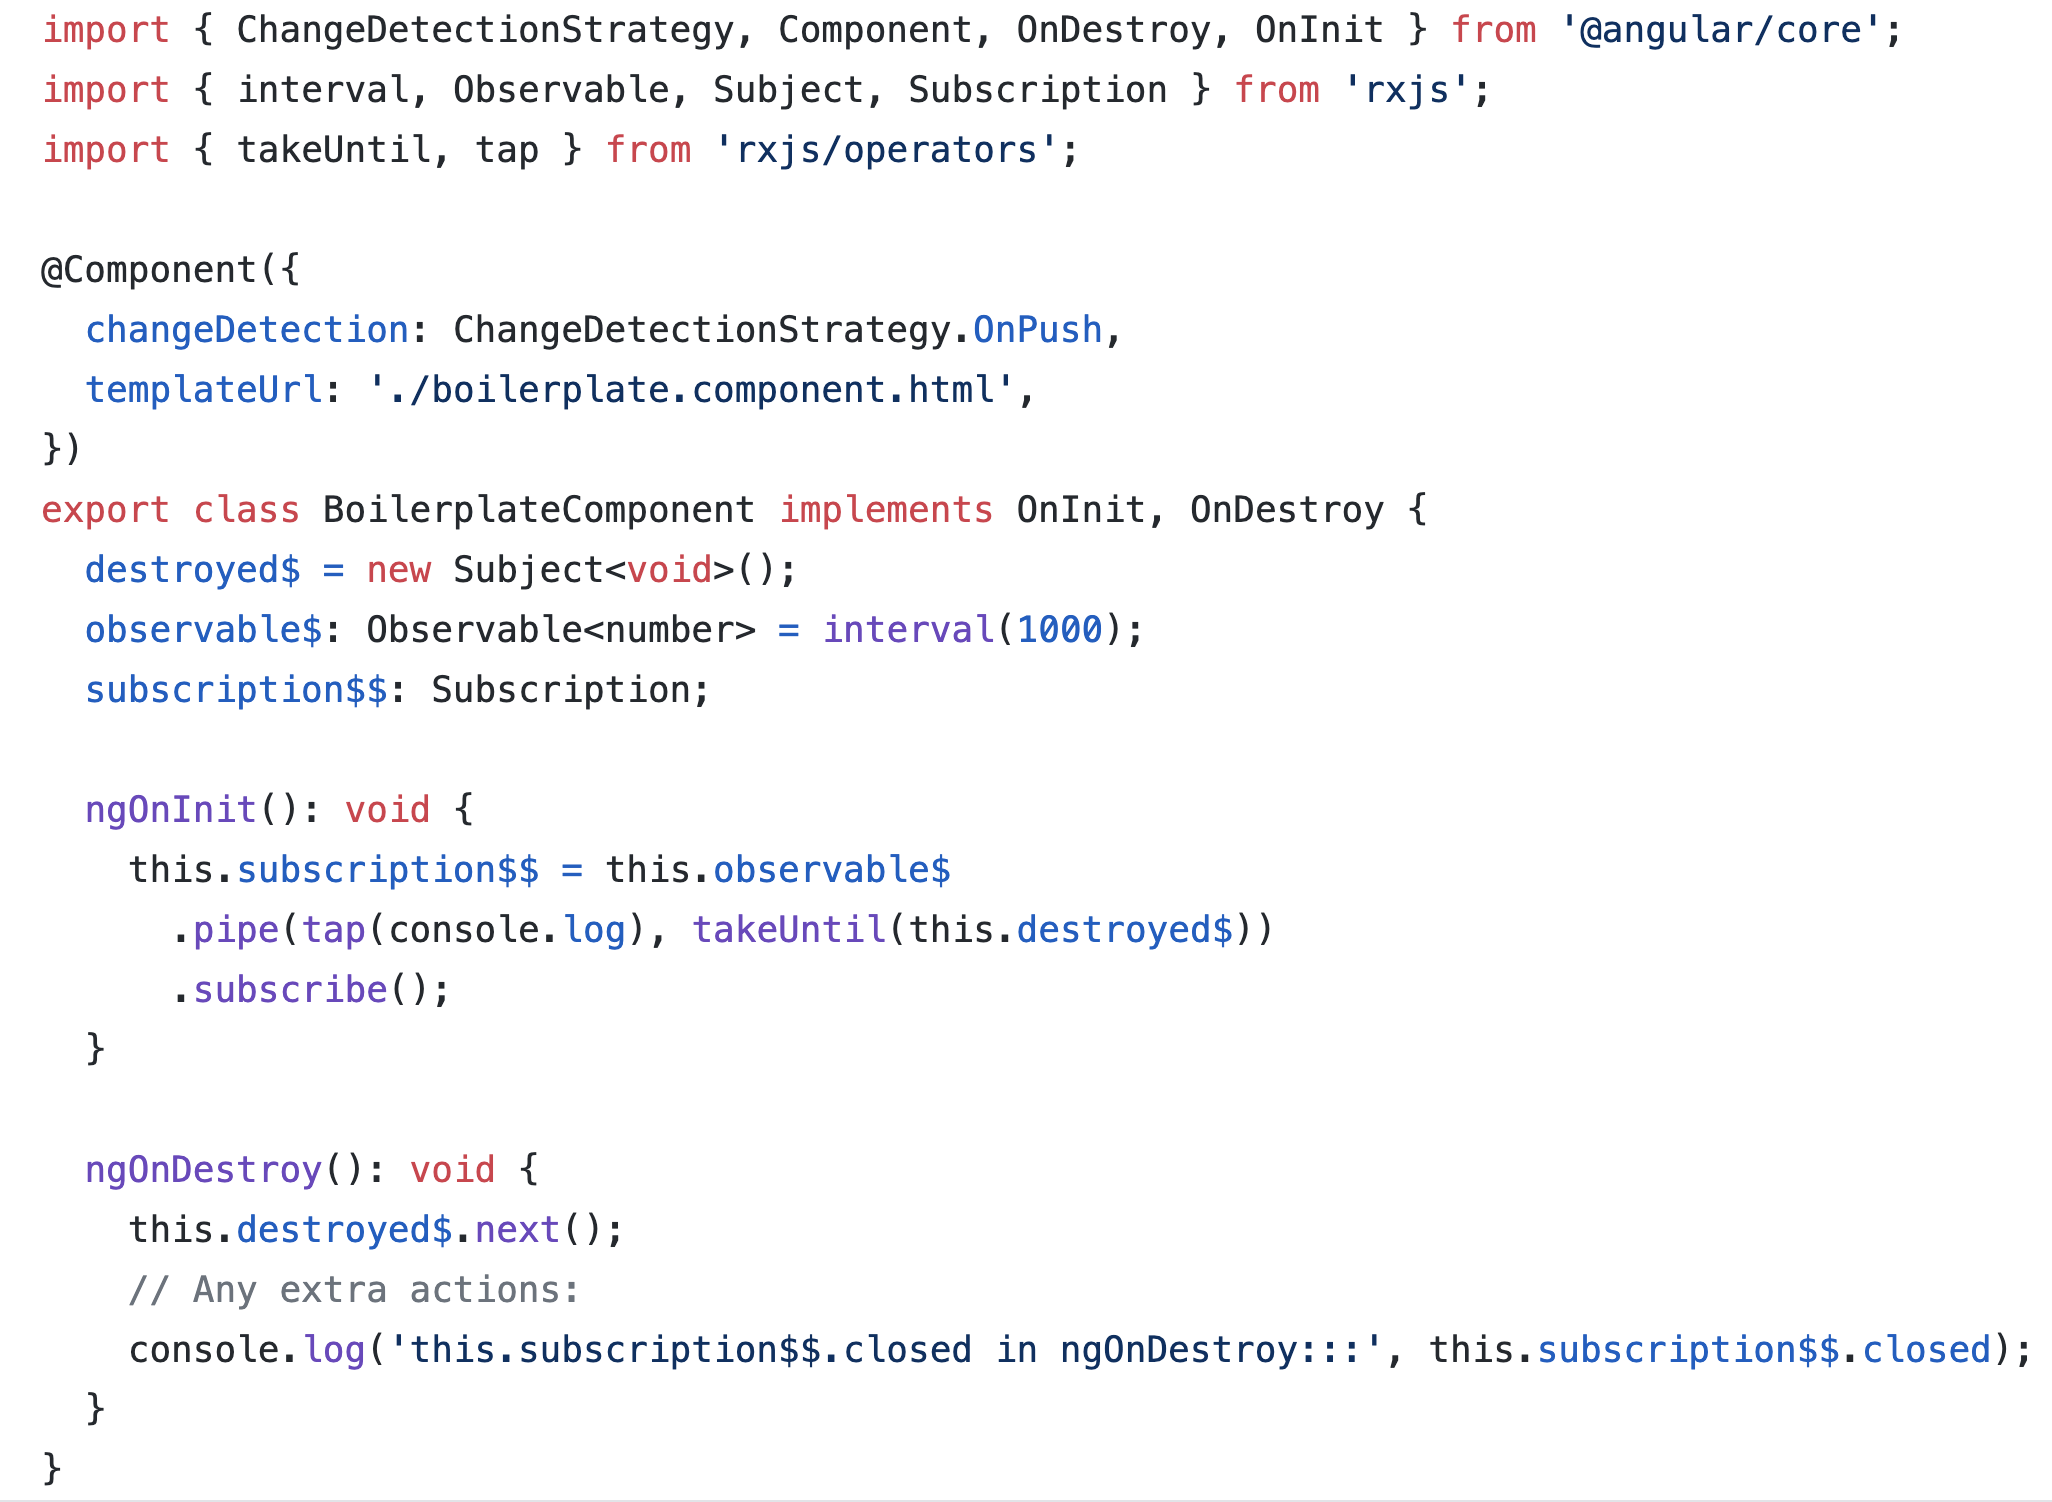 import { ChangeDetectionStrategy, Component, OnDestroy, OnInit } from '@angular/core';
import { interval, Observable, Subject, Subscription } from 'rxjs';
import { takeUntil, tap } from 'rxjs/operators';

@Component({
  changeDetection: ChangeDetectionStrategy.OnPush,
  templateUrl: './boilerplate.component.html',
})
export class BoilerplateComponent implements OnInit, OnDestroy {
  destroyed$ = new Subject<void>();
  observable$: Observable<number> = interval(1000);
  subscription$$: Subscription;

  ngOnInit(): void {
    this.subscription$$ = this.observable$
      .pipe(tap(console.log), takeUntil(this.destroyed$))
      .subscribe();
  }

  ngOnDestroy(): void {
    this.destroyed$.next();
    // Any extra actions:
    console.log('this.subscription$$.closed in ngOnDestroy:::', this.subscription$$.closed);
  }
}